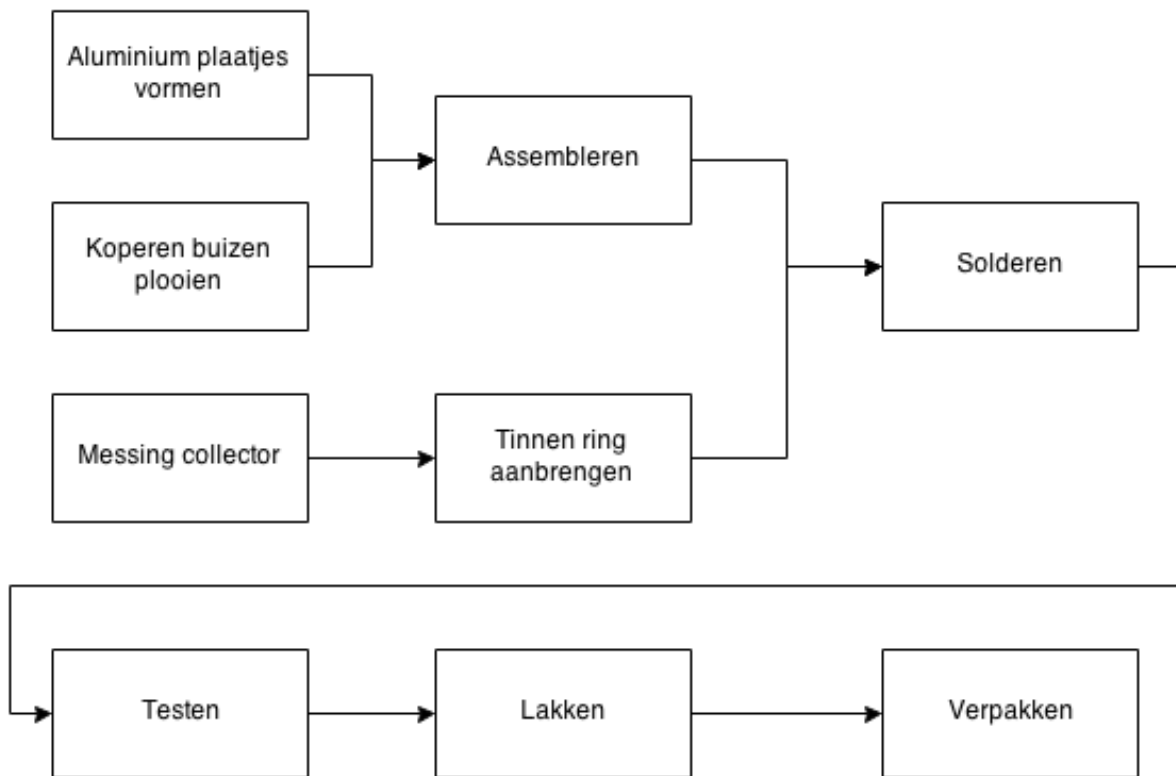 Aluminium plaatjes
vormen
Assembleren
Koperen buizen
plooien
Solderen
Messing collector
Tinnen ring
aanbrengen
Testen
Lakken
Verpakken